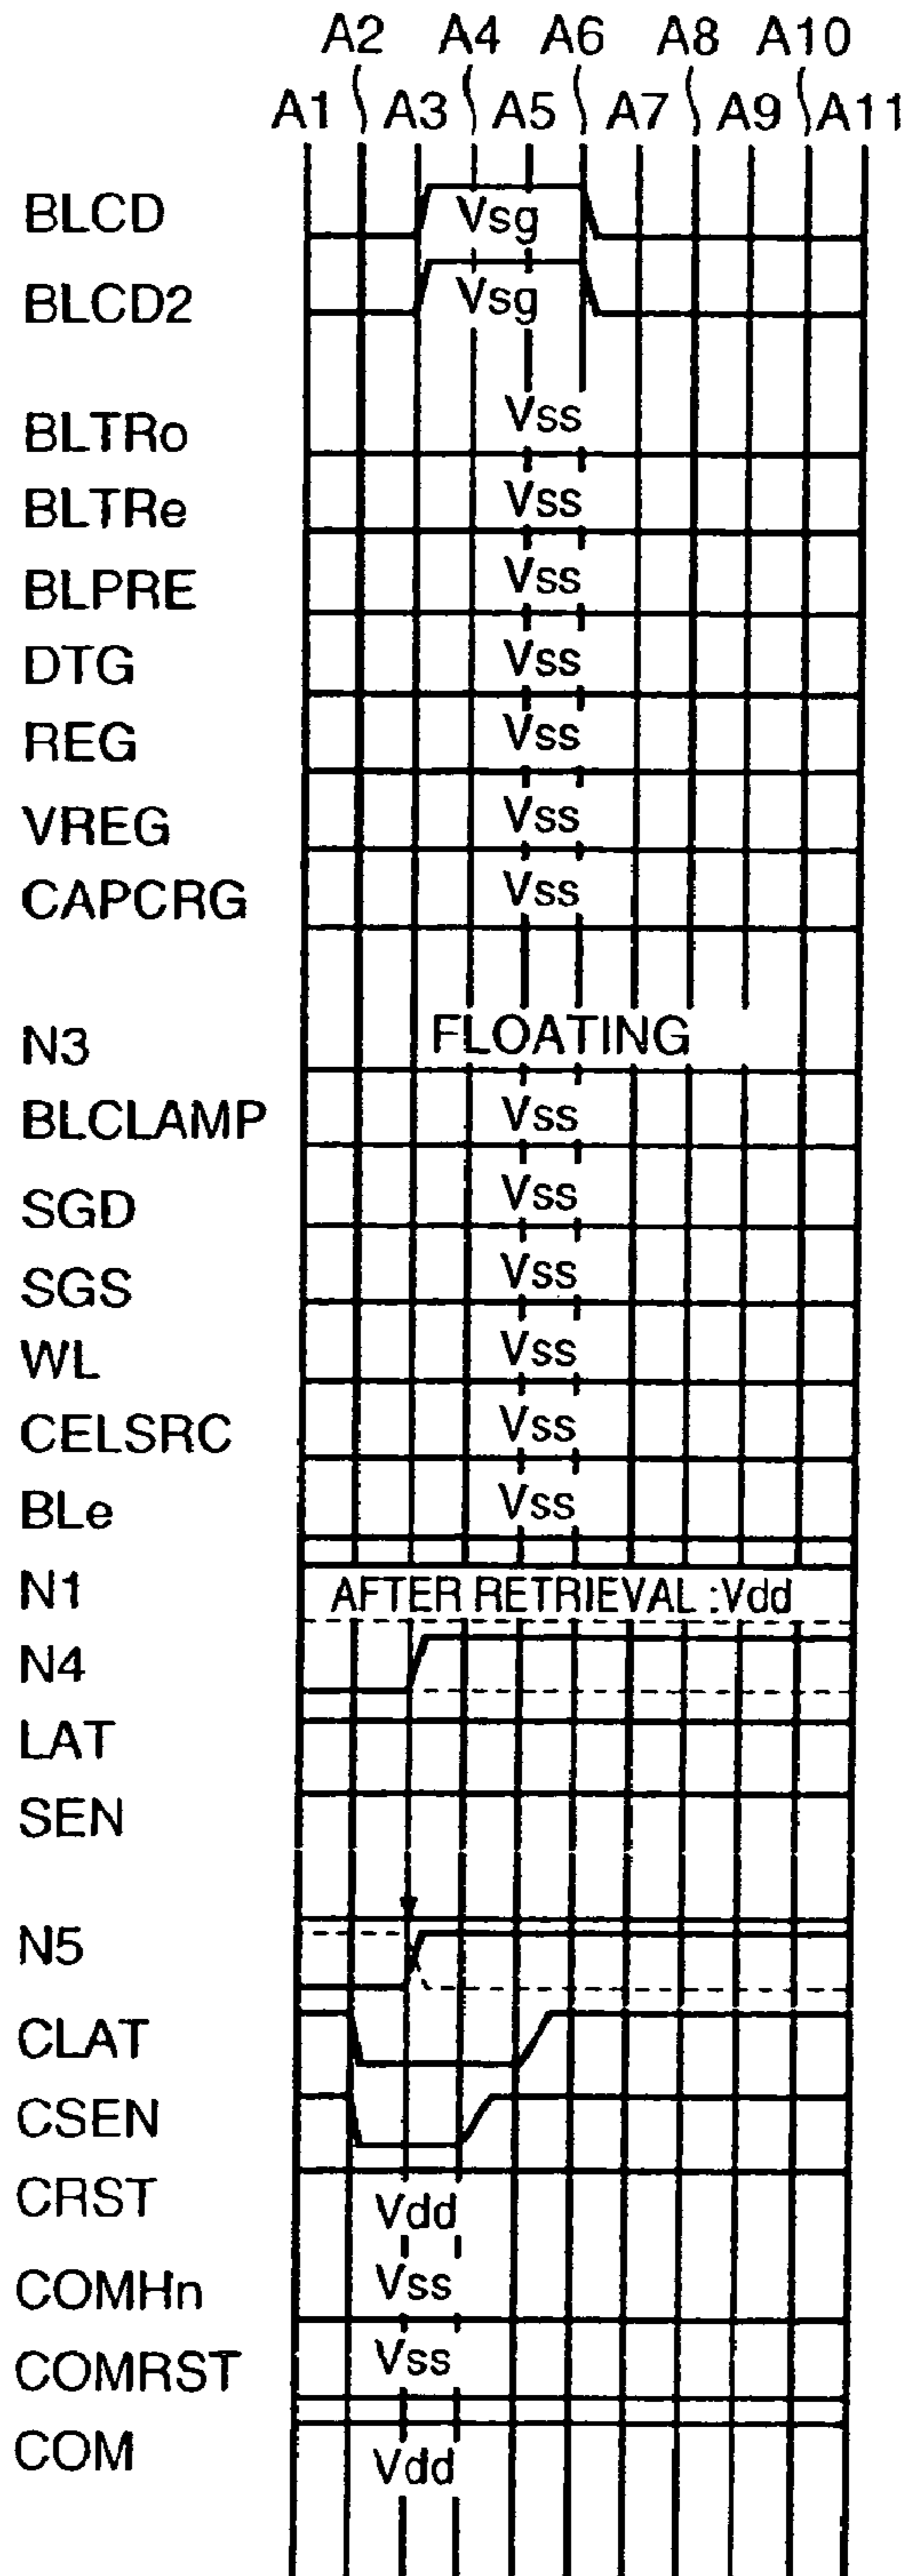 A2 A4 A6 A8 A10
A1 A3 A5 A7 A9 A11
BLCD Vsg
BLCD2 Vsg
BLTRo Vss
BLTRe Vss
BLPRE Vss
DTG Vss
REG Vss
VREG Vss
CAPCRG Vss
N3 FLOATING
BLCLAMP Vss
SGD Vss
SGS Vss
WL Vss
CELSRC Vss
BLe Vss
N1 AFTER RETRIEVAL :Vdd
N4
LAT
SEN
N5
CLAT
CSEN
CRST Vdd
COMHn Vss
COMRST Vss
COM Vdd